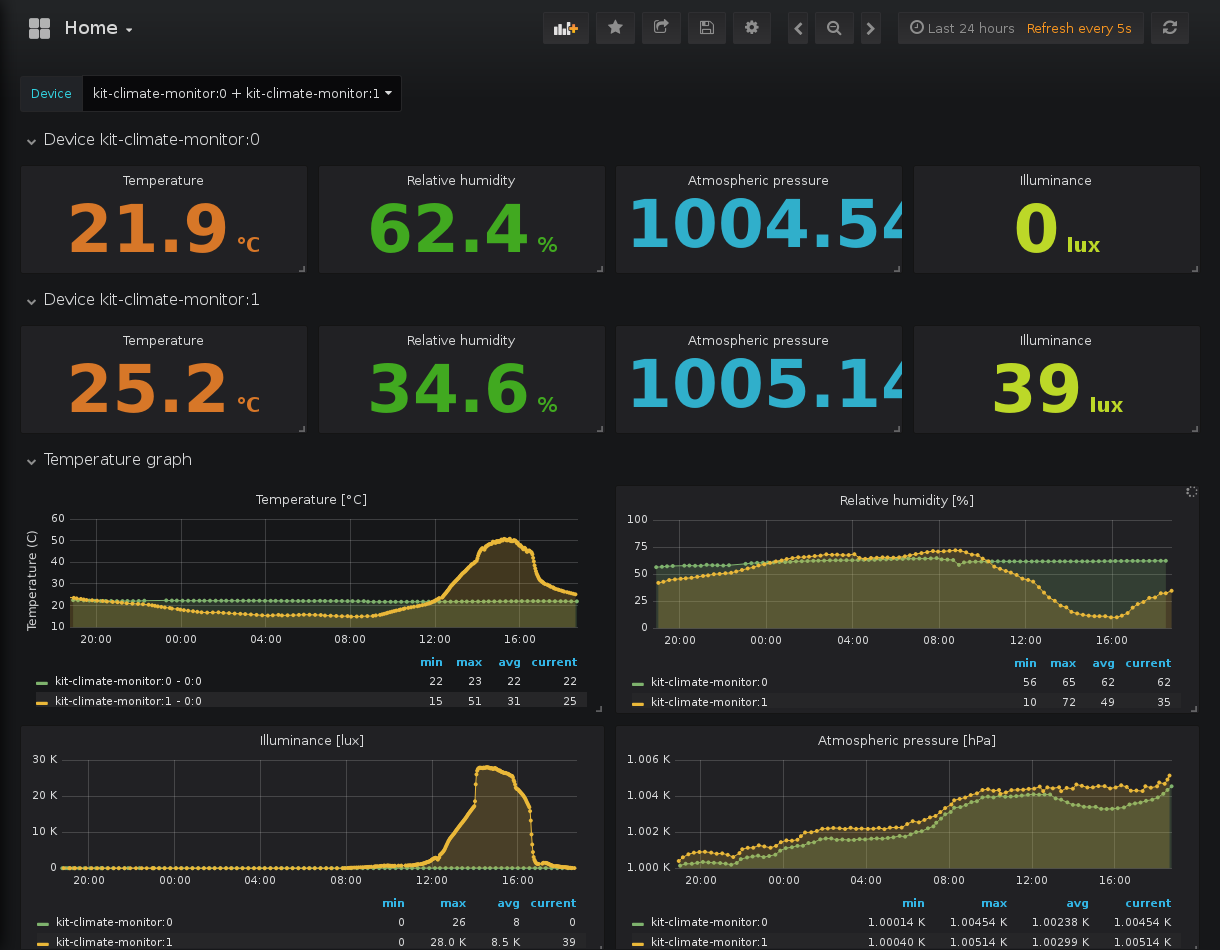 Home
Last 24 hours Refresh every 5s
Device kit-climate-monitor:0 + kit-climate-monitor:1
Device kit-climate-monitor:0
Temperature Relative humidity Atmospheric pressure Illuminance
21.9 °C 62.4 % 1004.54 0 lux
Device kit-climate-monitor:1
Temperature Relative humidity Atmospheric pressure Illuminance
25.2 °C 34.6 % 1005.14 39 lux
Temperature graph
Temperature [°C]
Temperature (C)
60
50
40
30
20
10
20:00 00:00 04:00 08:00 12:00 16:00
min max avg current
kit-climate-monitor:0 - 0:0 22 23 22 22
kit-climate-monitor:1 - 0:0 15 51 31 25
Relative humidity [%]
100
75
50
25
0
20:00 00:00 04:00 08:00 12:00 16:00
min max avg current
kit-climate-monitor:0 56 65 62 62
kit-climate-monitor:1 10 72 49 35
Illuminance [lux]
30 K
20 K
10 K
0
20:00 00:00 04:00 08:00 12:00 16:00
min max avg current
kit-climate-monitor:0 0 26 8 0
kit-climate-monitor:1 0 28.0 K 8.5 K 39
Atmospheric pressure [hPa]
1.006 K
1.004 K
1.002 K
1.000 K
20:00 00:00 04:00 08:00 12:00 16:00
min max avg current
kit-climate-monitor:0 1.00014 K 1.00454 K 1.00238 K 1.00454 K
kit-climate-monitor:1 1.00040 K 1.00514 K 1.00299 K 1.00514 K